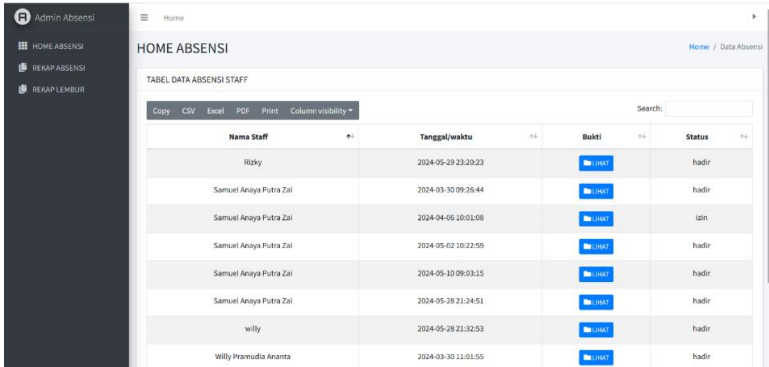 Admin Absensi
HOME ABSENSI
REKAP ABSENSI
REKAP LEMBUR
Home
HOME ABSENSI
Home / Data Absensi
TABEL DATA ABSENSI STAFF
Copy CSV Excel PDF Print Column visibility
Search:
Nama Staff Tanggal/waktu Bukti Status
Rizky 2024-05-29 23:20:23 LIHAT hadir
Samuel Anaya Putra Zai 2024-03-30 09:26:44 LIHAT hadir
Samuel Anaya Putra Zai 2024-04-06 10:01:08 LIHAT izin
Samuel Anaya Putra Zai 2024-05-02 10:22:59 LIHAT hadir
Samuel Anaya Putra Zai 2024-05-10 09:03:15 LIHAT hadir
Samuel Anaya Putra Zai 2024-05-28 21:24:51 LIHAT hadir
willy 2024-05-28 21:32:53 LIHAT hadir
Willy Pramudia Ananta 2024-03-30 11:01:55 LIHAT hadir